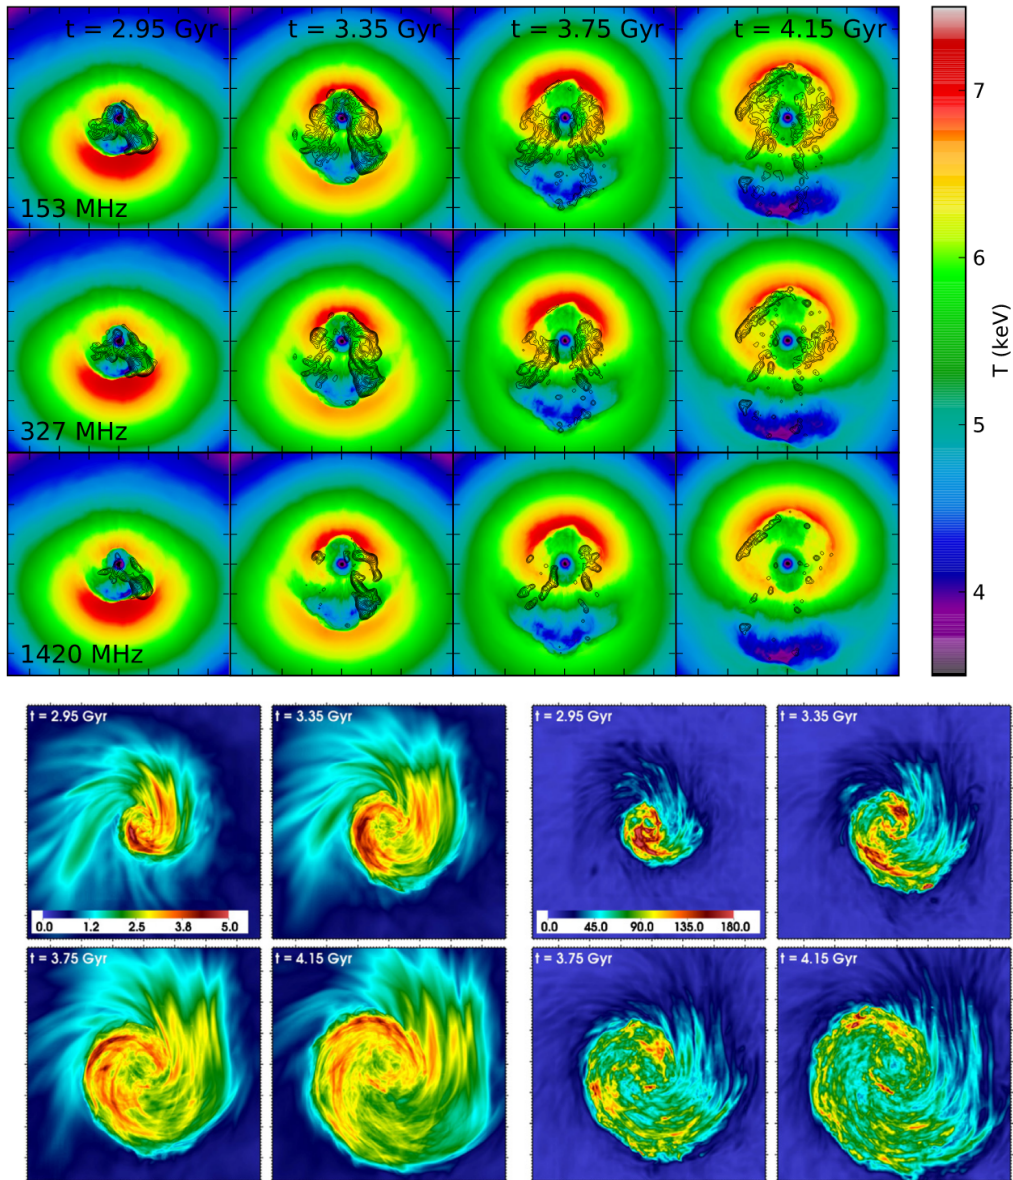 t = 2.95 Gyr
t = 3.35 Gyr
t = 3.75 Gyr
t = 4.15 Gyr
153 MHz
327 MHz
1420 MHz
7
6
5
4
T (keV)
t = 2.95 Gyr
t = 3.35 Gyr
t = 2.95 Gyr
t = 3.35 Gyr
0.0 1.2 2.5 3.8 5.0
0.0 45.0 90.0 135.0 180.0
t = 3.75 Gyr
t = 4.15 Gyr
t = 3.75 Gyr
t = 4.15 Gyr